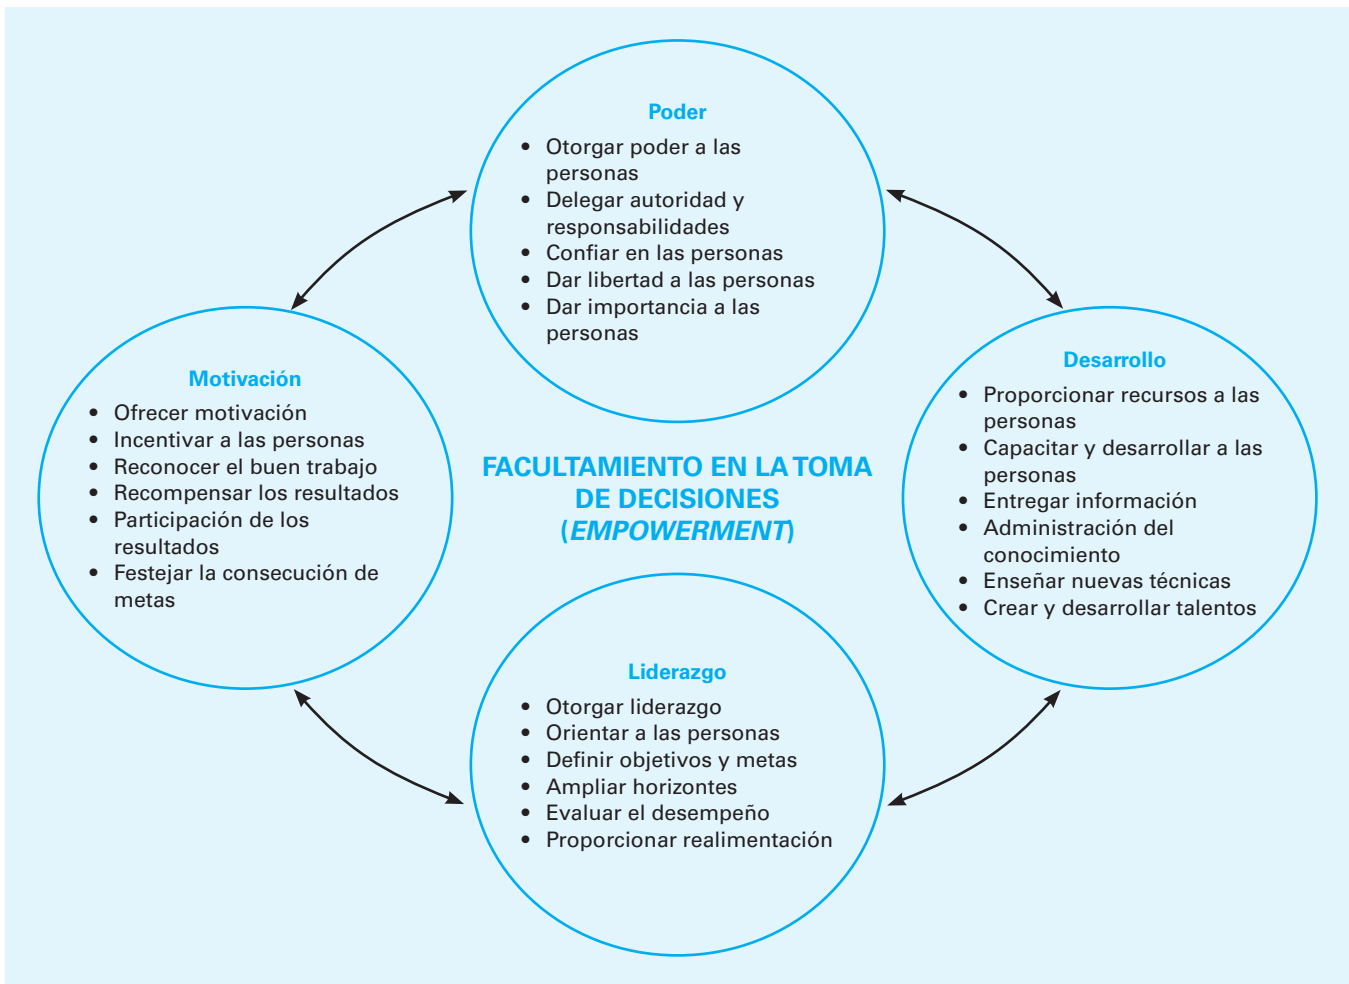 Poder
• Otorgar poder a las
personas
• Delegar autoridad y
responsabilidades
• Confiar en las personas
• Dar libertad a las personas
• Dar importancia a las
personas
Motivación
• Ofrecer motivación
• Incentivar a las personas
• Reconocer el buen trabajo
• Recompensar los resultados
• Participación de los
resultados
• Festejar la consecución de
metas
FACULTAMIENTO EN LA TOMA
DE DECISIONES
(EMPOWERMENT)
Desarrollo
• Proporcionar recursos a las
personas
• Capacitar y desarrollar a las
personas
• Entregar información
• Administración del
conocimiento
• Enseñar nuevas técnicas
• Crear y desarrollar talentos
Liderazgo
• Otorgar liderazgo
• Orientar a las personas
• Definir objetivos y metas
• Ampliar horizontes
• Evaluar el desempeño
• Proporcionar realimentación